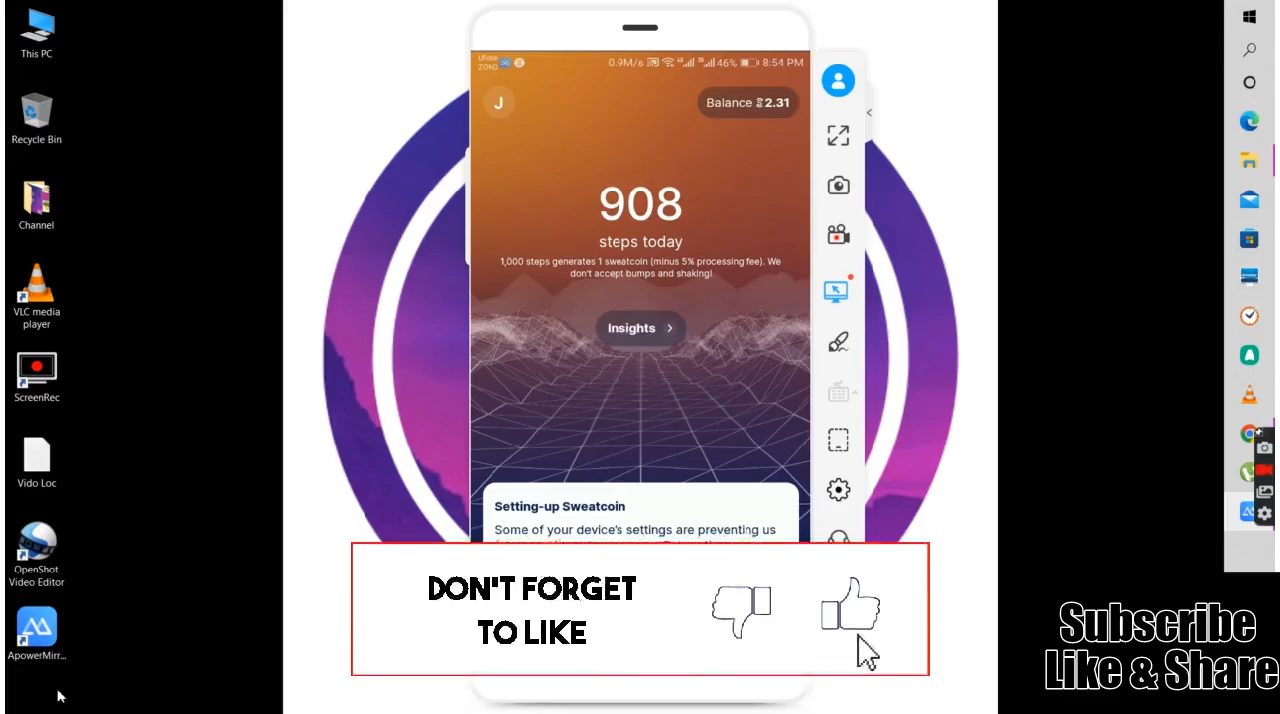 This PC
Recycle Bin
Channel
VLC media
player
ScreenRec
Vido Loc
OpenShot
Video Editor
ApowerMirr...
Ufone
ZONG
0.9M/s
46%
8:54 PM
J
Balance 2.31
908
steps today
1,000 steps generates 1 sweatcoin (minus 5% processing fee). We
don't accept bumps and shaking!
Insights >
Setting-up Sweatcoin
Some of your device's settings are preventing us
DON'T FORGET
TO LIKE
Subscribe
Like & Share